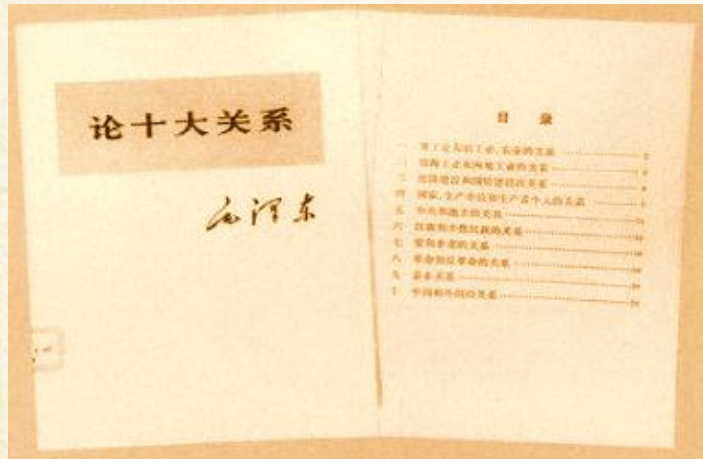 论十大关系
毛泽东
目 录
一 重工业和轻工业、农业的关系
二 沿海工业和内地工业的关系
三 经济建设和国防建设的关系
四 国家、生产单位和生产者个人的关系
五 中央和地方的关系
六 汉族和少数民族的关系
七 党和非党的关系
八 革命和反革命的关系
九 是非关系
十 中国和外国的关系